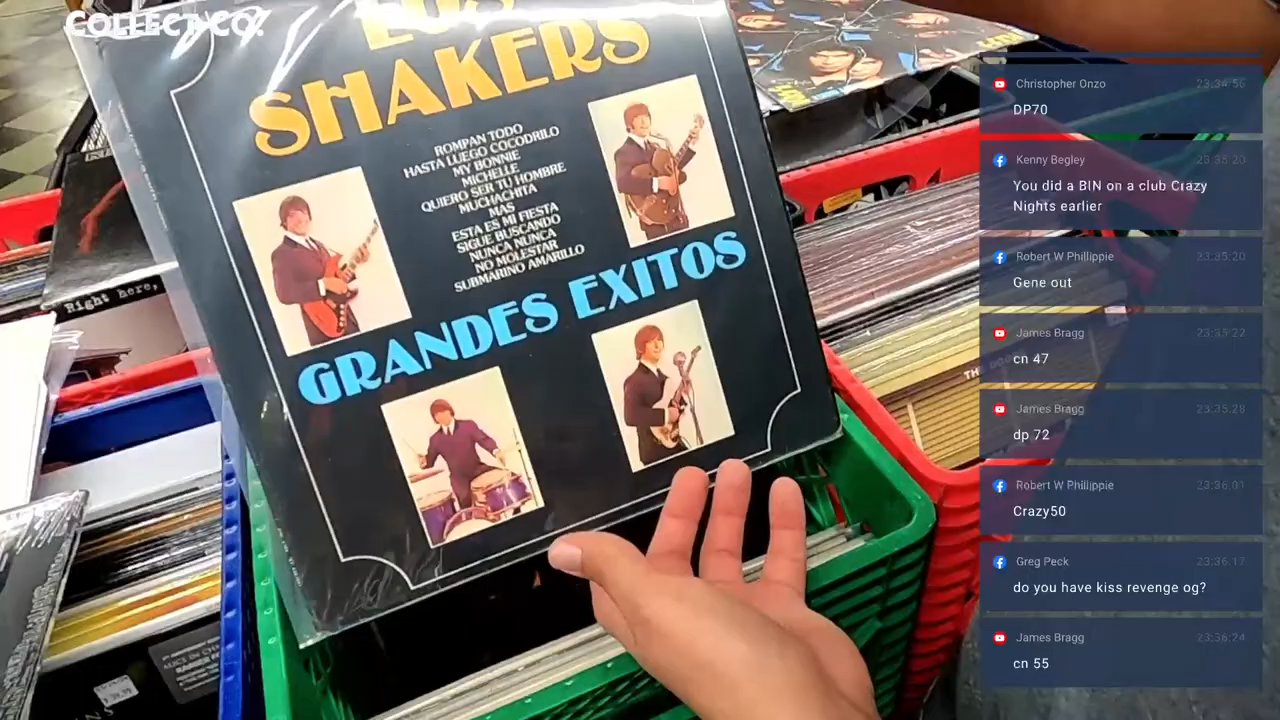 COLLECT CO.
LOS
SHAKERS
ROMPAN TODO
HASTA LUEGO COCODRILO
MY BONNIE
MICHELLE
QUIERO SER TU HOMBRE
MUCHACHITA
MAS
ESTA ES MI FIESTA
SIGUE BUSCANDO
NUNCA NUNCA
NO MOLESTAR
SUBMARINO AMARILLO
GRANDES EXITOS
Right here,
Christopher Onzo 23:34:56
DP70
Kenny Begley 23:35:20
You did a BIN on a club Crazy
Nights earlier
Robert W Phillippie 23:35:20
Gene out
James Bragg 23:35:22
cn 47
James Bragg 23:35:28
dp 72
Robert W Phillippie 23:36:01
Crazy50
Greg Peck 23:36:17
do you have kiss revenge og?
James Bragg 23:36:24
cn 55